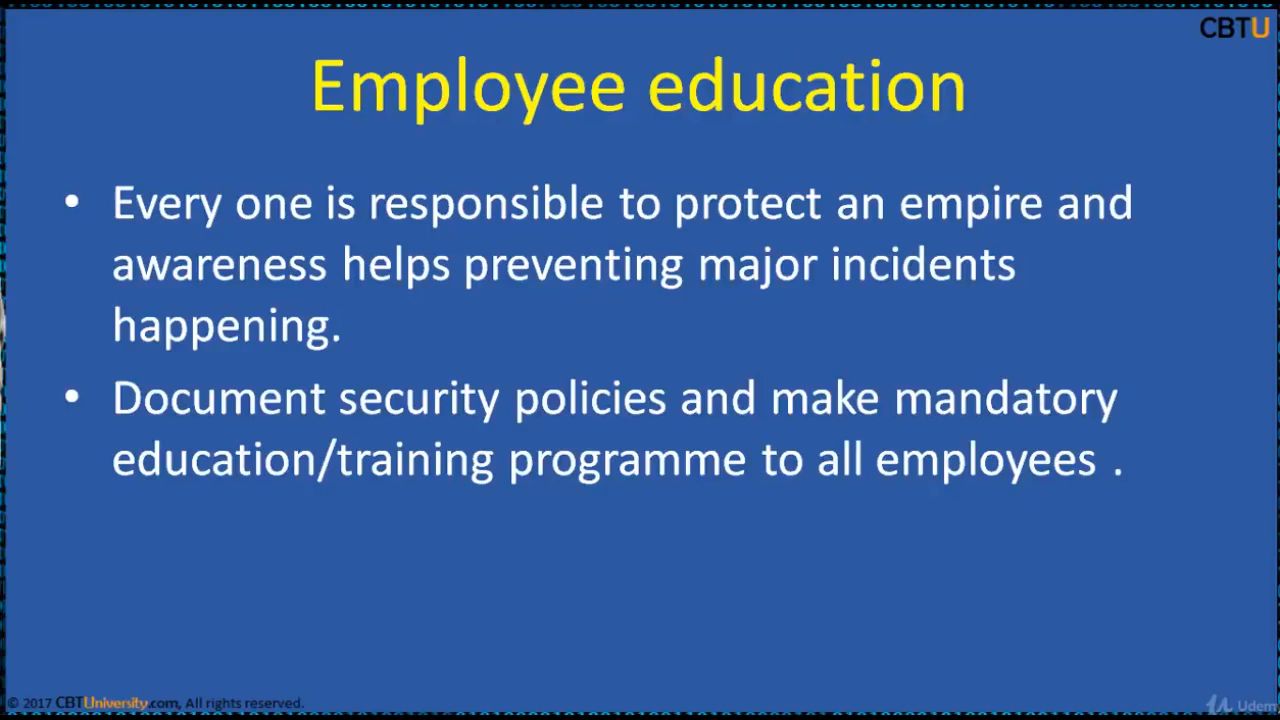 CBTU
Employee education
• Every one is responsible to protect an empire and
awareness helps preventing major incidents
happening.
• Document security policies and make mandatory
education/training programme to all employees .
© 2017 CBTUniversity.com, All rights reserved.